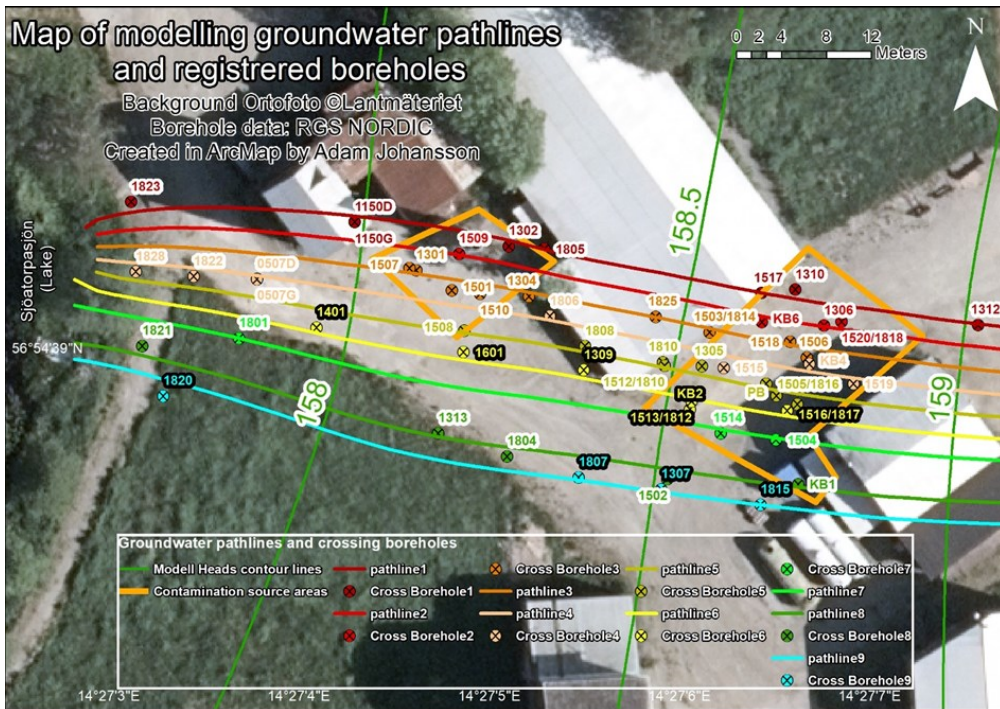 Map of modelling groundwater pathlines
and registrered boreholes
Background Ortofoto ©Lantmäteriet
Borehole data: RGS NORDIC
Created in ArcMap by Adam Johansson
0 2 4 8 12
Meters
N
1823
1150D
1150G
1509
1302
1805
158.5
1828
1822
0507D
0507G
1507
1301
1501
1510
1304
1806
1825
1517
1310
KB6
1306
1312
1520/1818
1503/1814
1518
1506
KB4
Sjöatorpasjön
(Lake)
56°54'39"N
1821
1801
1401
1508
1601
1808
1309
1810
1305
1515
1519
1512/1810
KB2
PB
1505/1816
1513/1812
1516/1817
1514
1504
159
158
1820
1313
1804
1807
1307
1502
1815
KB1
Groundwater pathlines and crossing boreholes
Modell Heads contour lines
Contamination source areas
pathline1
Cross Borehole1
pathline2
Cross Borehole2
Cross Borehole3
pathline3
pathline4
Cross Borehole4
pathline5
Cross Borehole5
pathline6
Cross Borehole6
Cross Borehole7
pathline7
pathline8
Cross Borehole8
pathline9
Cross Borehole9
14°27'3"E 14°27'4"E 14°27'5"E 14°27'6"E 14°27'7"E